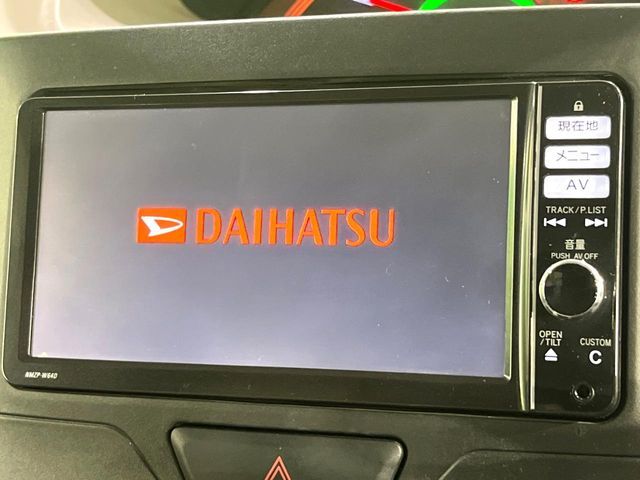 現在地
メニュー
AV
TRACK/P.LIST
音量
PUSH AV OFF
DAIHATSU
OPEN
/TILT
CUSTOM
C
NMZP-W64D